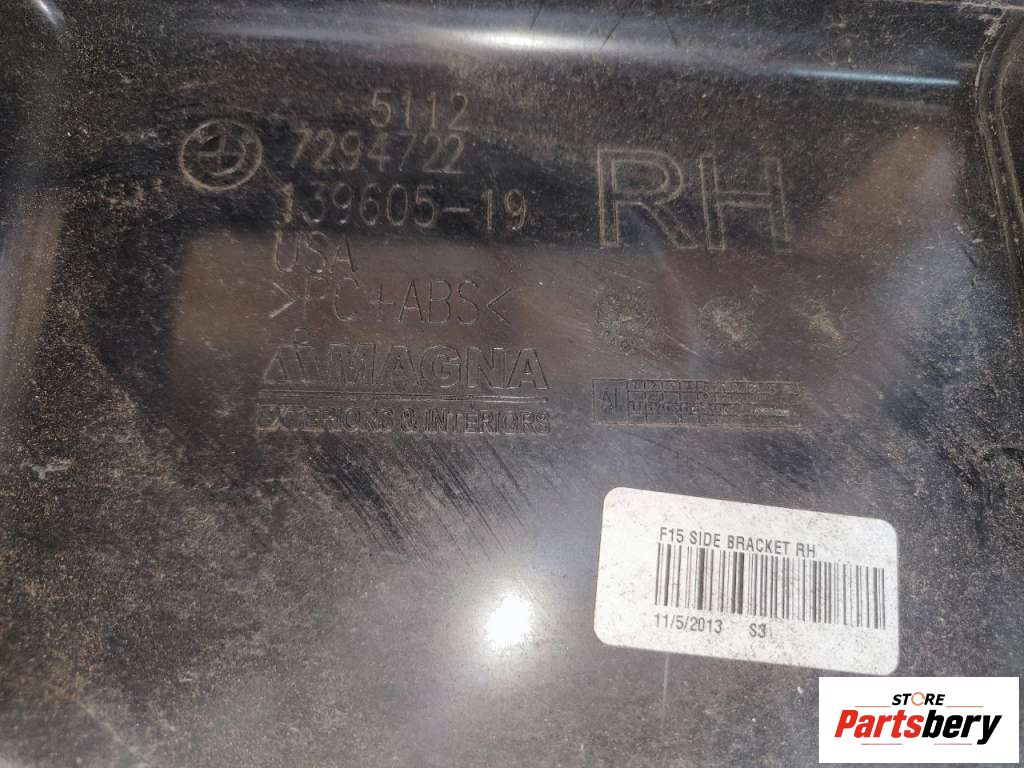 5112
7294722
139605-19
RH
USA
>PC+ABS<
MAGNA
EXTERIORS & INTERIORS
F15 SIDE BRACKET RH
11/5/2013 S3
STORE
Partsbery